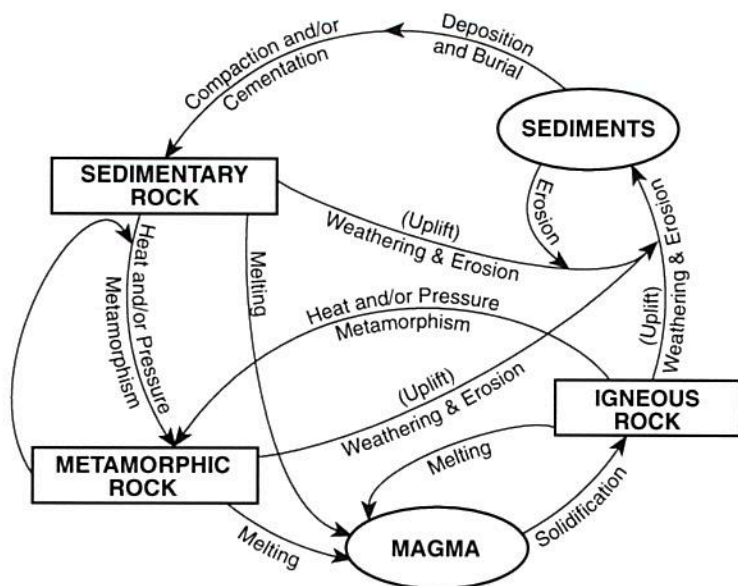 Deposition
and Burial
Compaction and/or
Cementation
SEDIMENTS
SEDIMENTARY
ROCK
Erosion
(Uplift)
Weathering & Erosion
(Uplift)
Weathering & Erosion
Heat and/or Pressure
Metamorphism
Melting
Heat and/or Pressure
Metamorphism
(Uplift)
Weathering & Erosion
IGNEOUS
ROCK
METAMORPHIC
ROCK
Melting
Melting
Solidification
MAGMA